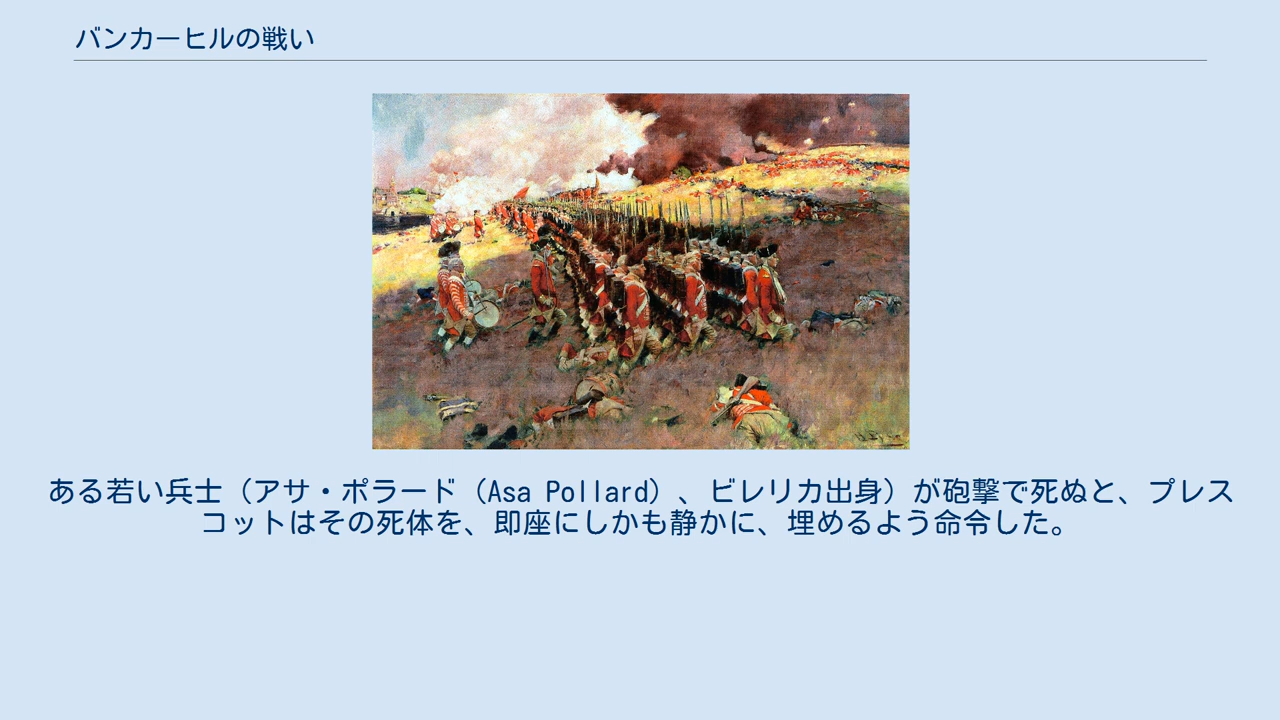 バンカーヒルの戦い
ある若い兵士（アサ・ポラード（Asa Pollard）、ビレリカ出身）が砲撃で死ぬと、プレス
コットはその死体を、即座にしかも静かに、埋めるよう命令した。